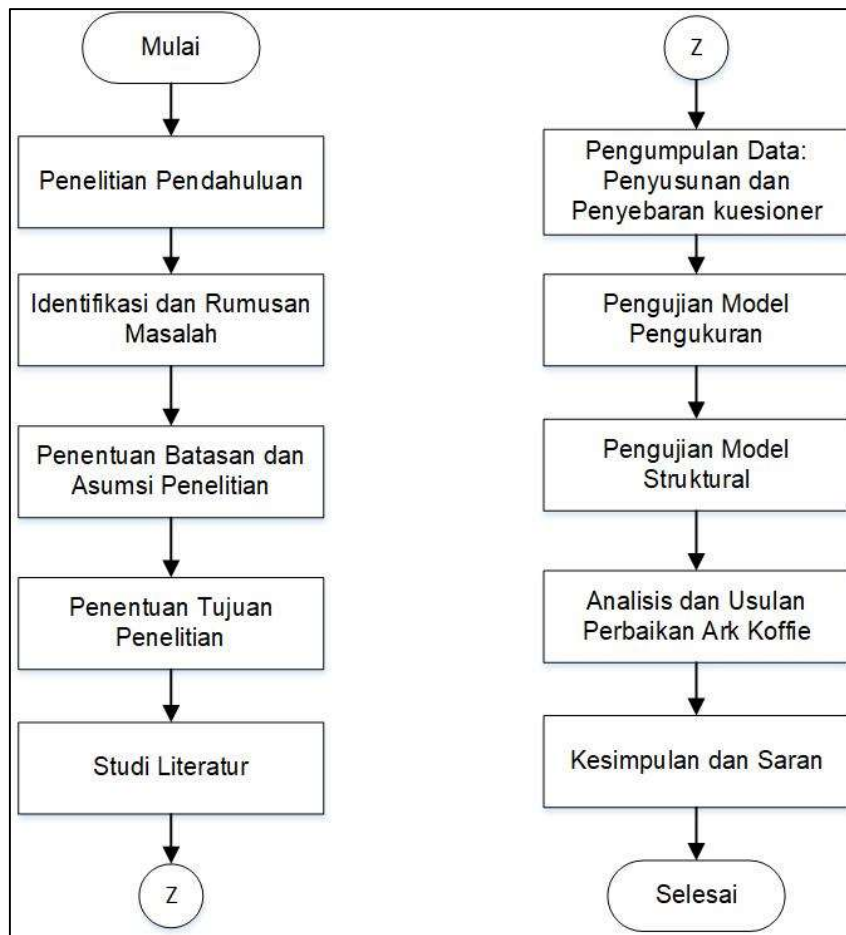 Mulai
Penelitian Pendahuluan
Identifikasi dan Rumusan
Masalah
Penentuan Batasan dan
Asumsi Penelitian
Penentuan Tujuan
Penelitian
Studi Literatur
Z
Z
Pengumpulan Data:
Penyusunan dan
Penyebaran kuesioner
Pengujian Model
Pengukuran
Pengujian Model
Struktural
Analisis dan Usulan
Perbaikan Ark Koffie
Kesimpulan dan Saran
Selesai